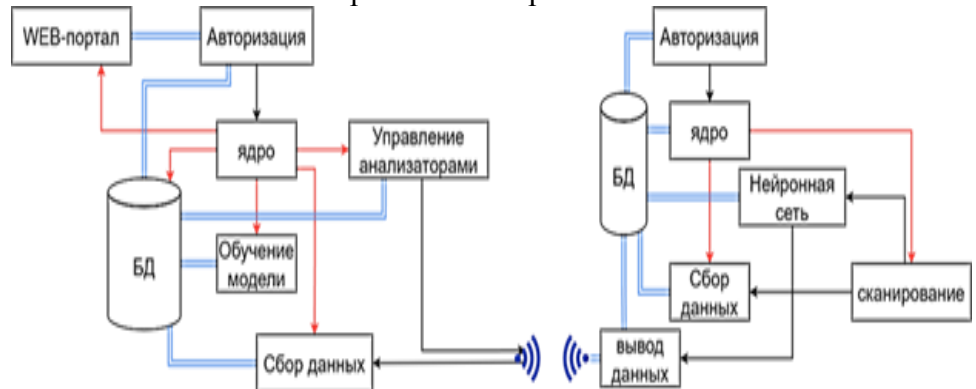 WEB-портал
Авторизация
ядро
Управление
анализаторами
БД
Обучение
модели
Сбор данных
Авторизация
ядро
БД
Нейронная
сеть
Сбор
данных
сканирование
вывод
данных